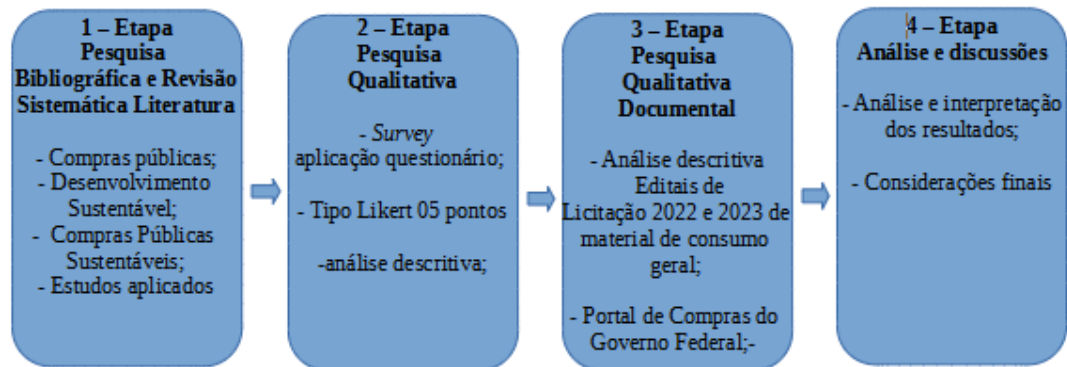 1 – Etapa
Pesquisa
Bibliográfica e Revisão
Sistemática Literatura
- Compras públicas;
- Desenvolvimento
Sustentável;
- Compras Públicas
Sustentáveis;
- Estudos aplicados
2 – Etapa
Pesquisa
Qualitativa
- Survey
aplicação questionário;
- Tipo Likert 05 pontos
-análise descritiva;
3 – Etapa
Pesquisa
Qualitativa
Documental
- Análise descritiva
Editais de
Licitação 2022 e 2023 de
material de consumo
geral;
- Portal de Compras do
Governo Federal;-
4 – Etapa
Análise e discussões
- Análise e interpretação
dos resultados;
- Considerações finais